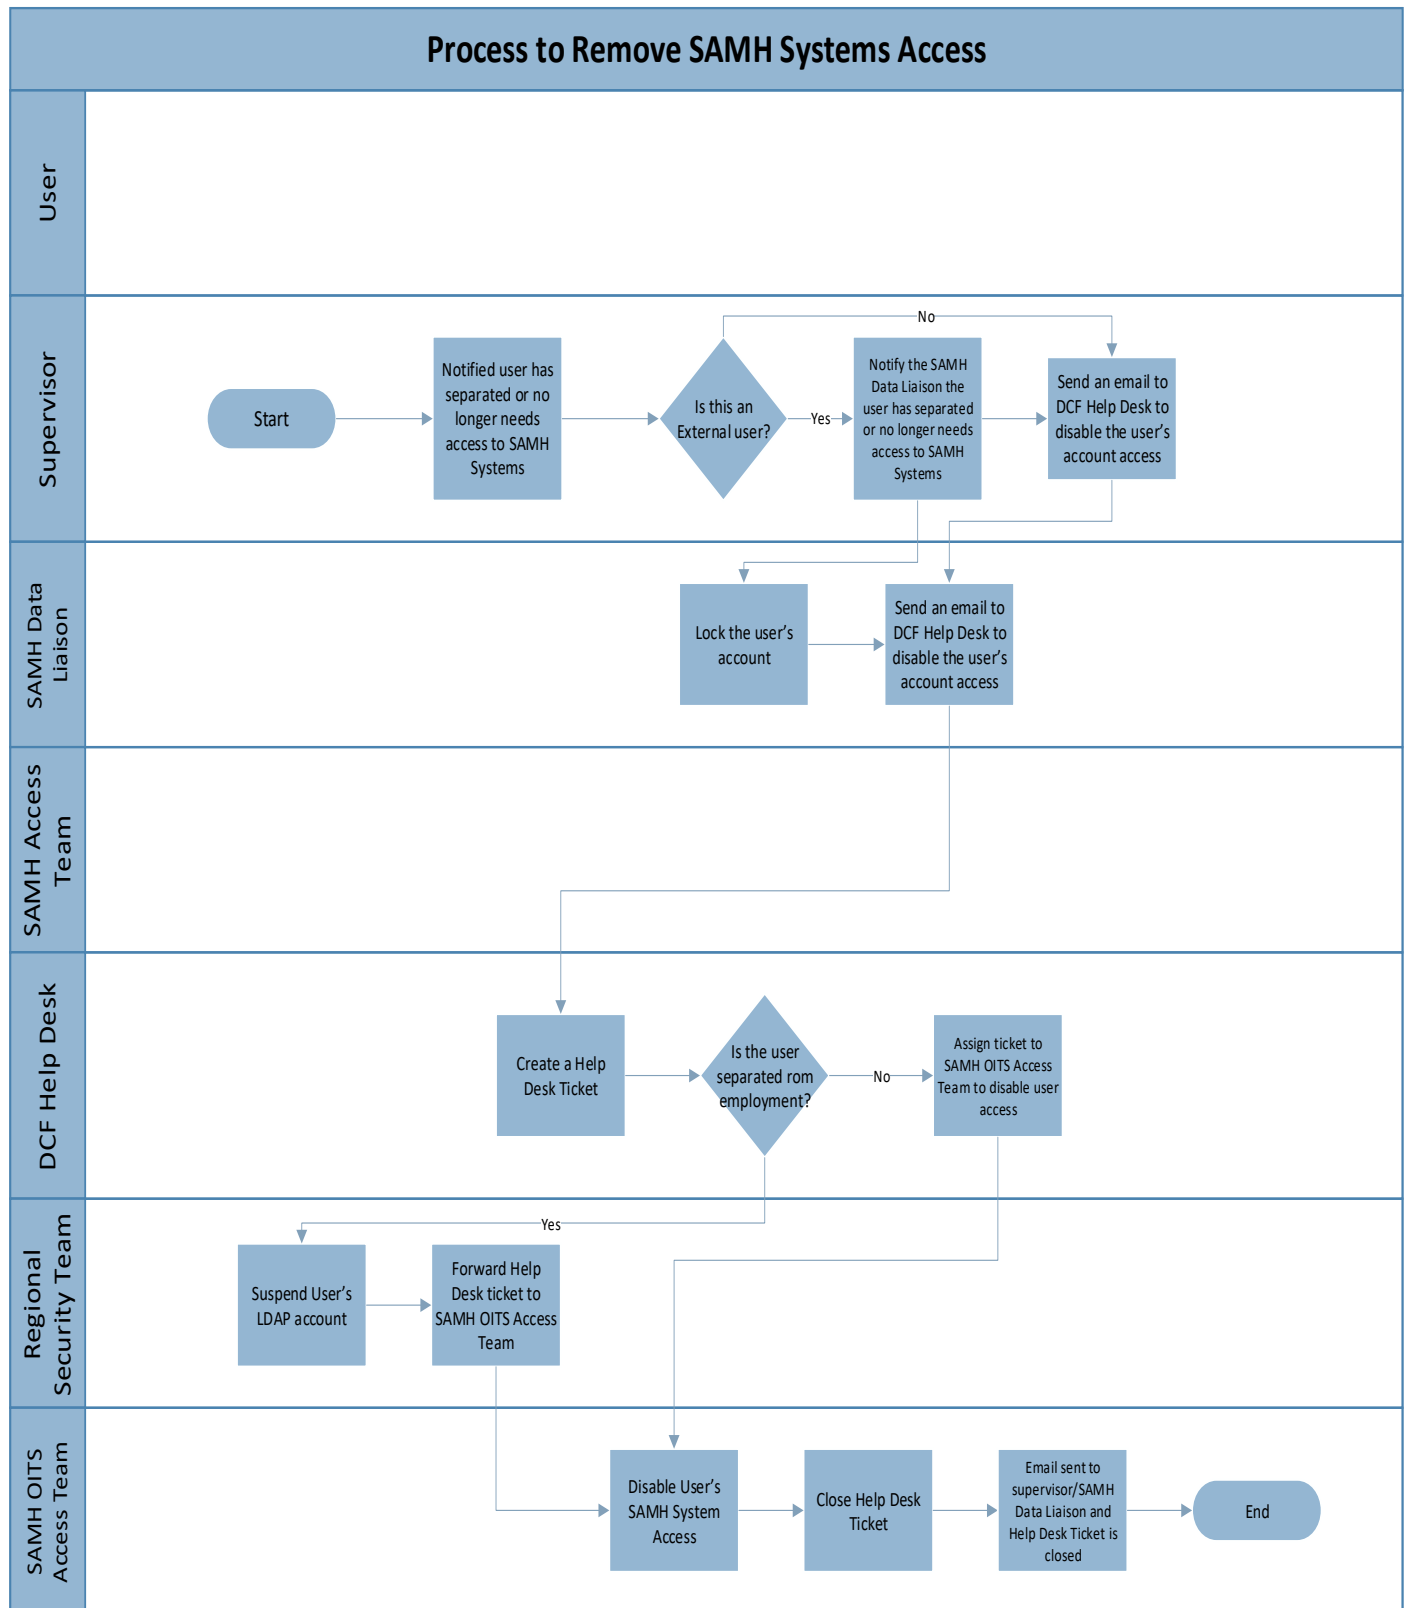 Process to Remove SAMH Systems Access
User
Supervisor
Start
Notified user has
separated or no
longer needs
access to SAMH
Systems
Is this an
External user?
Yes
No
Notify the SAMH
Data Liaison the
user has separated
or no longer needs
access to SAMH
Systems
Send an email to
DCF Help Desk to
disable the user's
account access
SAMH Data
Liaison
Lock the user's
account
Send an email to
DCF Help Desk to
disable the user's
account access
SAMH Access
Team
DCF Help Desk
Create a Help
Desk Ticket
Is the user
separated rom
employment?
No
Assign ticket to
SAMH OITS Access
Team to disable user
access
Regional
Security Team
Yes
Suspend User's
LDAP account
Forward Help
Desk ticket to
SAMH OITS Access
Team
SAMH OITS
Access Team
Disable User's
SAMH System
Access
Close Help Desk
Ticket
Email sent to
supervisor/SAMH
Data Liaison and
Help Desk Ticket is
closed
End